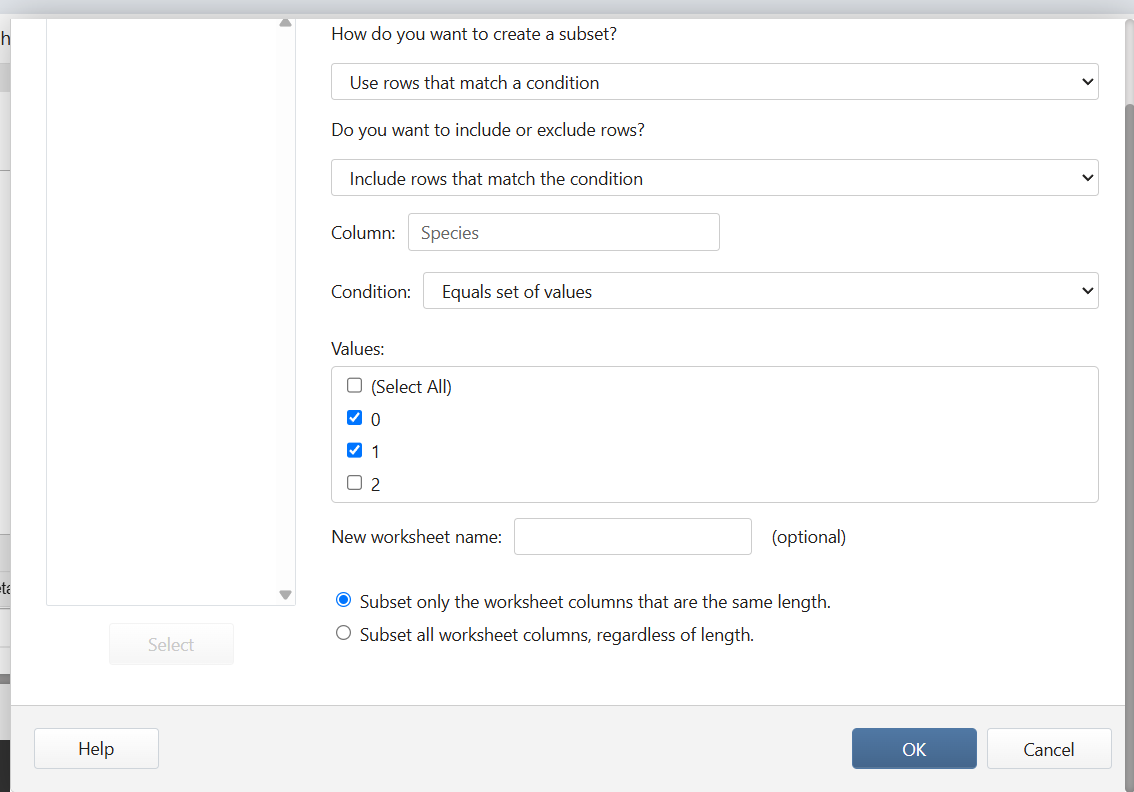 How do you want to create a subset?
Use rows that match a condition
Do you want to include or exclude rows?
Include rows that match the condition
Column: Species
Condition: Equals set of values
Values:
(Select All)
0
1
2
New worksheet name: (optional)
Subset only the worksheet columns that are the same length.
Subset all worksheet columns, regardless of length.
Select
Help OK Cancel